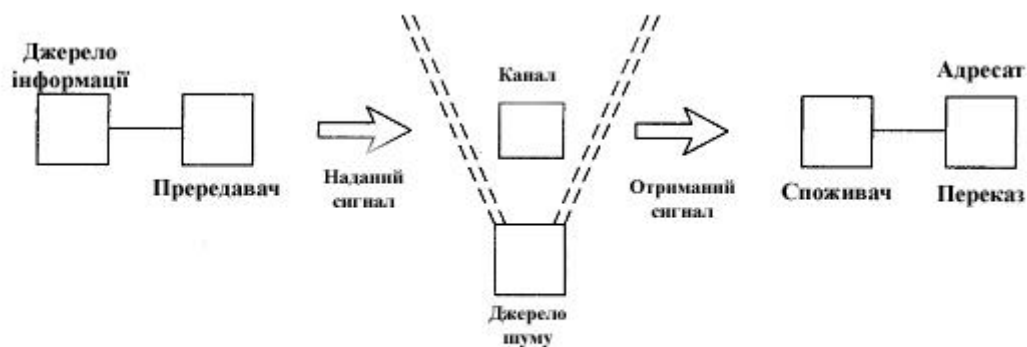 Джерело
інформації
Прередавач
Наданий
сигнал
Канал
Джерело
шуму
Отриманий
сигнал
Споживач
Адресат
Переказ